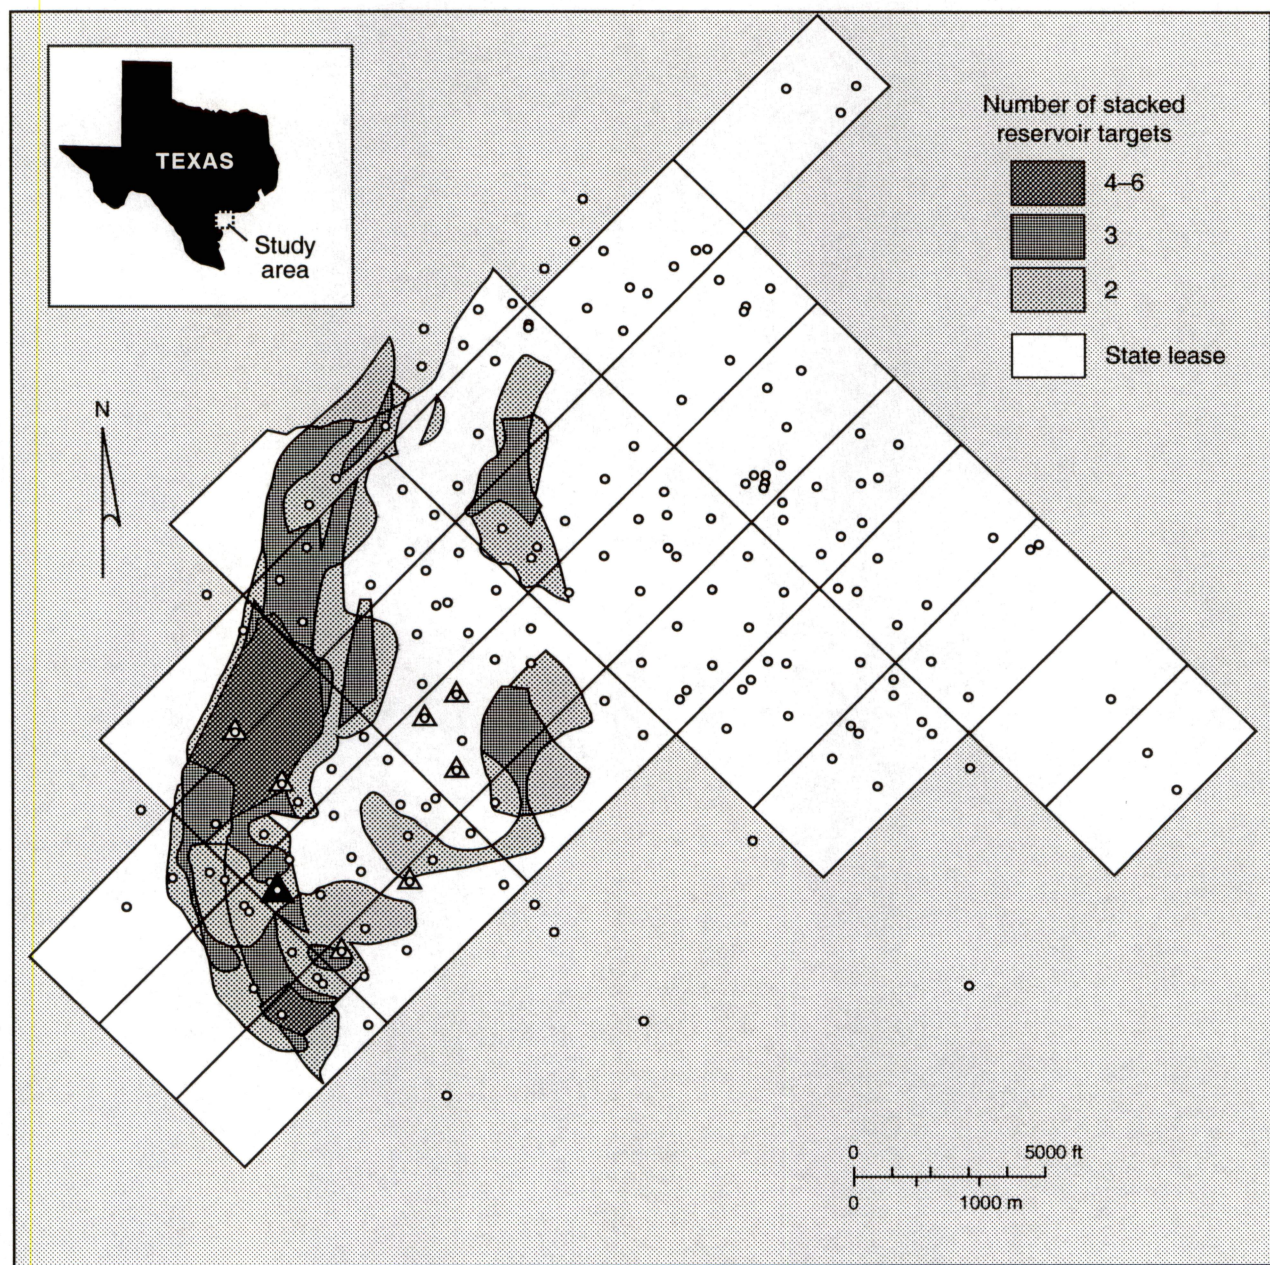 TEXAS
Study
area
Number of stacked
reservoir targets
4–6
3
2
State lease
N
0 5000 ft
0 1000 m